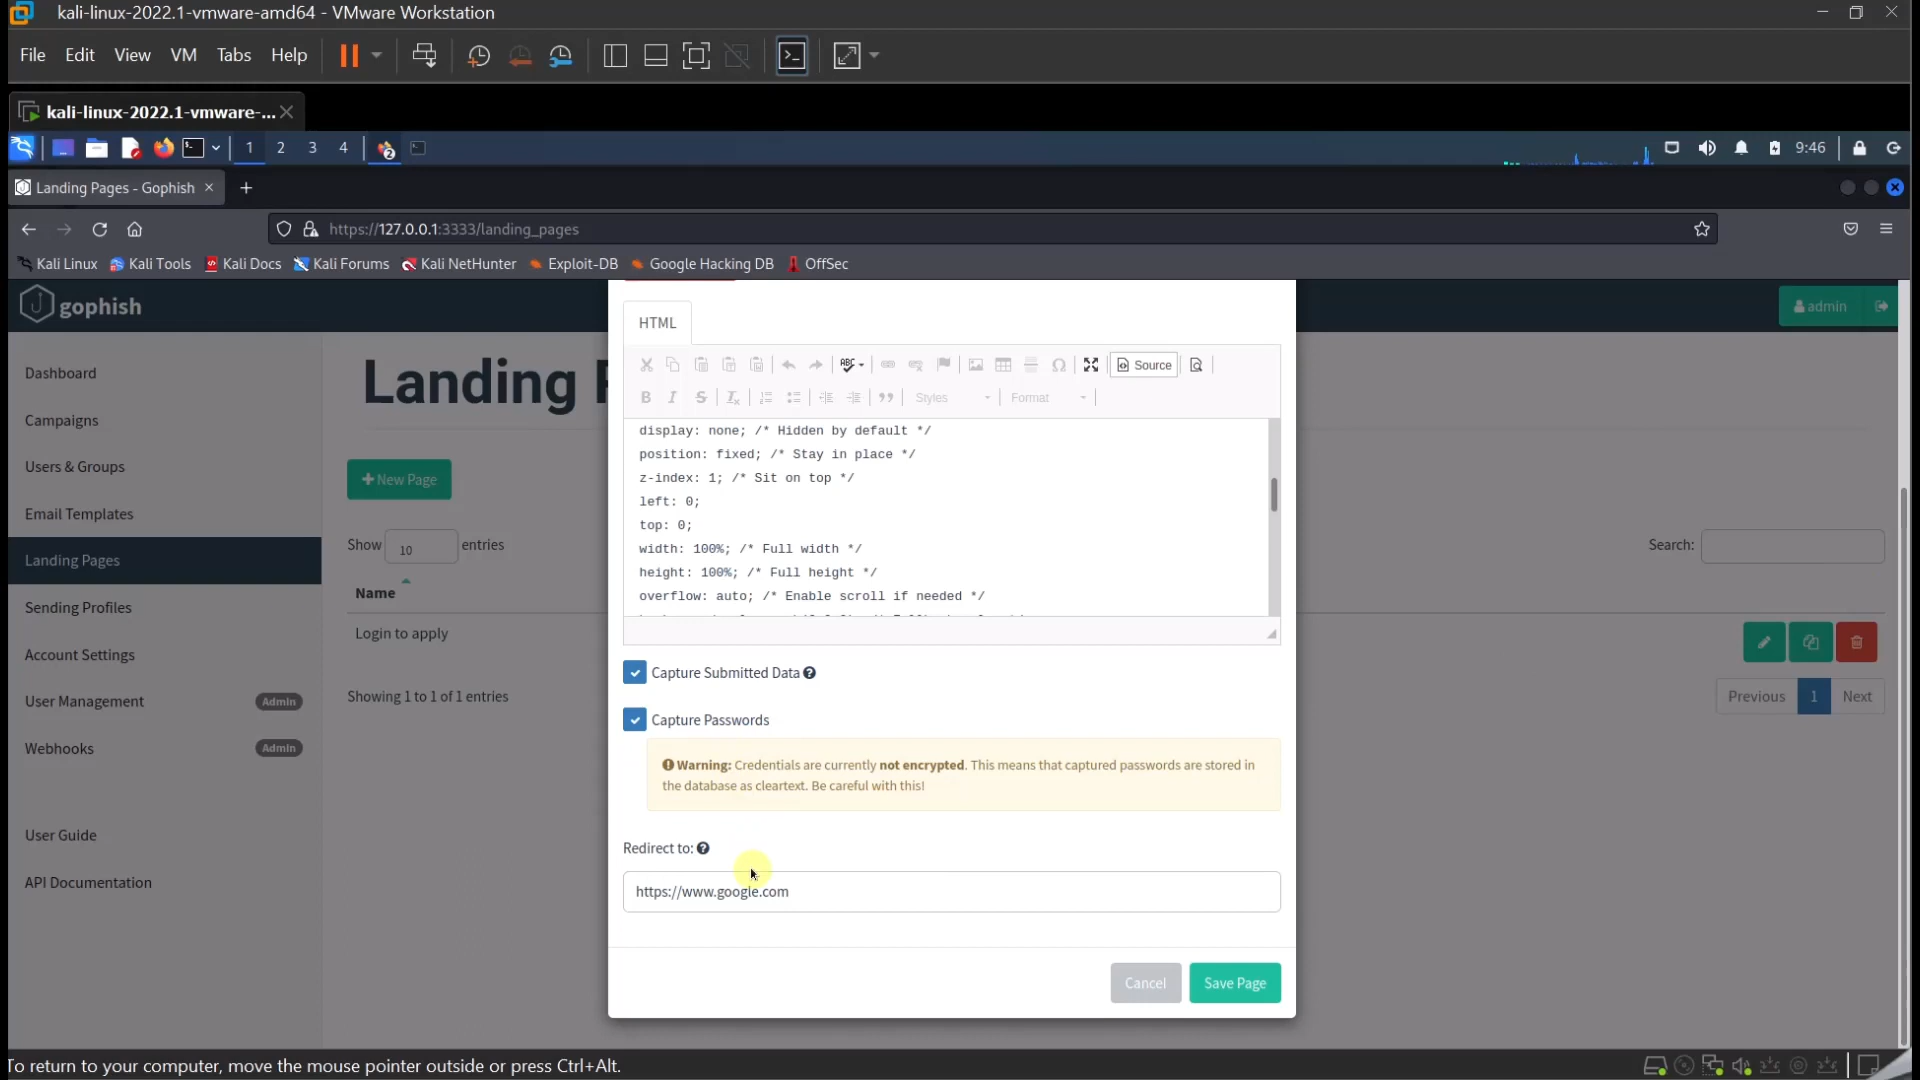 kali-linux-2022.1-vmware-amd64 - VMware Workstation
File Edit View VM Tabs Help
kali-linux-2022.1-vmware-...
1 2 3 4 2 9:46
Landing Pages - Gophish
https://127.0.0.1:3333/landing_pages
Kali Linux Kali Tools Kali Docs Kali Forums Kali NetHunter Exploit-DB Google Hacking DB OffSec
gophish
admin
Dashboard
Campaigns
Users & Groups
Email Templates
Landing Pages
Sending Profiles
Account Settings
User Management Admin
Webhooks Admin
User Guide
API Documentation
Landing
New Page
Show 10 entries
Search:
Name
Login to apply
Showing 1 to 1 of 1 entries
Previous 1 Next
HTML
ABC Source
B I S Ix Styles Format
display: none; /* Hidden by default */
position: fixed; /* Stay in place */
z-index: 1; /* Sit on top */
left: 0;
top: 0;
width: 100%; /* Full width */
height: 100%; /* Full height */
overflow: auto; /* Enable scroll if needed */
Capture Submitted Data
Capture Passwords
Warning: Credentials are currently not encrypted. This means that captured passwords are stored in
the database as cleartext. Be careful with this!
Redirect to:
https://www.google.com
Cancel Save Page
To return to your computer, move the mouse pointer outside or press Ctrl+Alt.